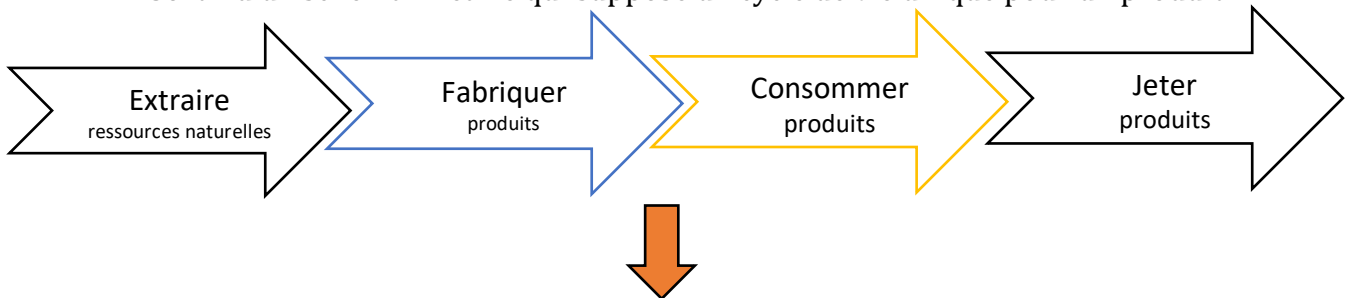 Extraire
ressources naturelles
Fabriquer
produits
Consommer
produits
Jeter
produits